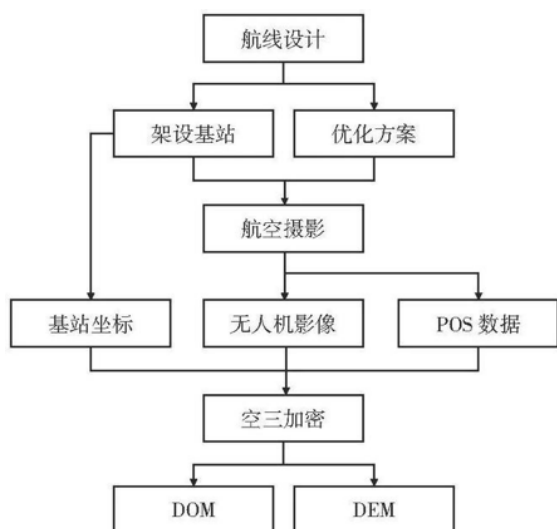 航线设计
架设基站
优化方案
航空摄影
基站坐标
无人机影像
POS 数据
空三加密
DOM
DEM